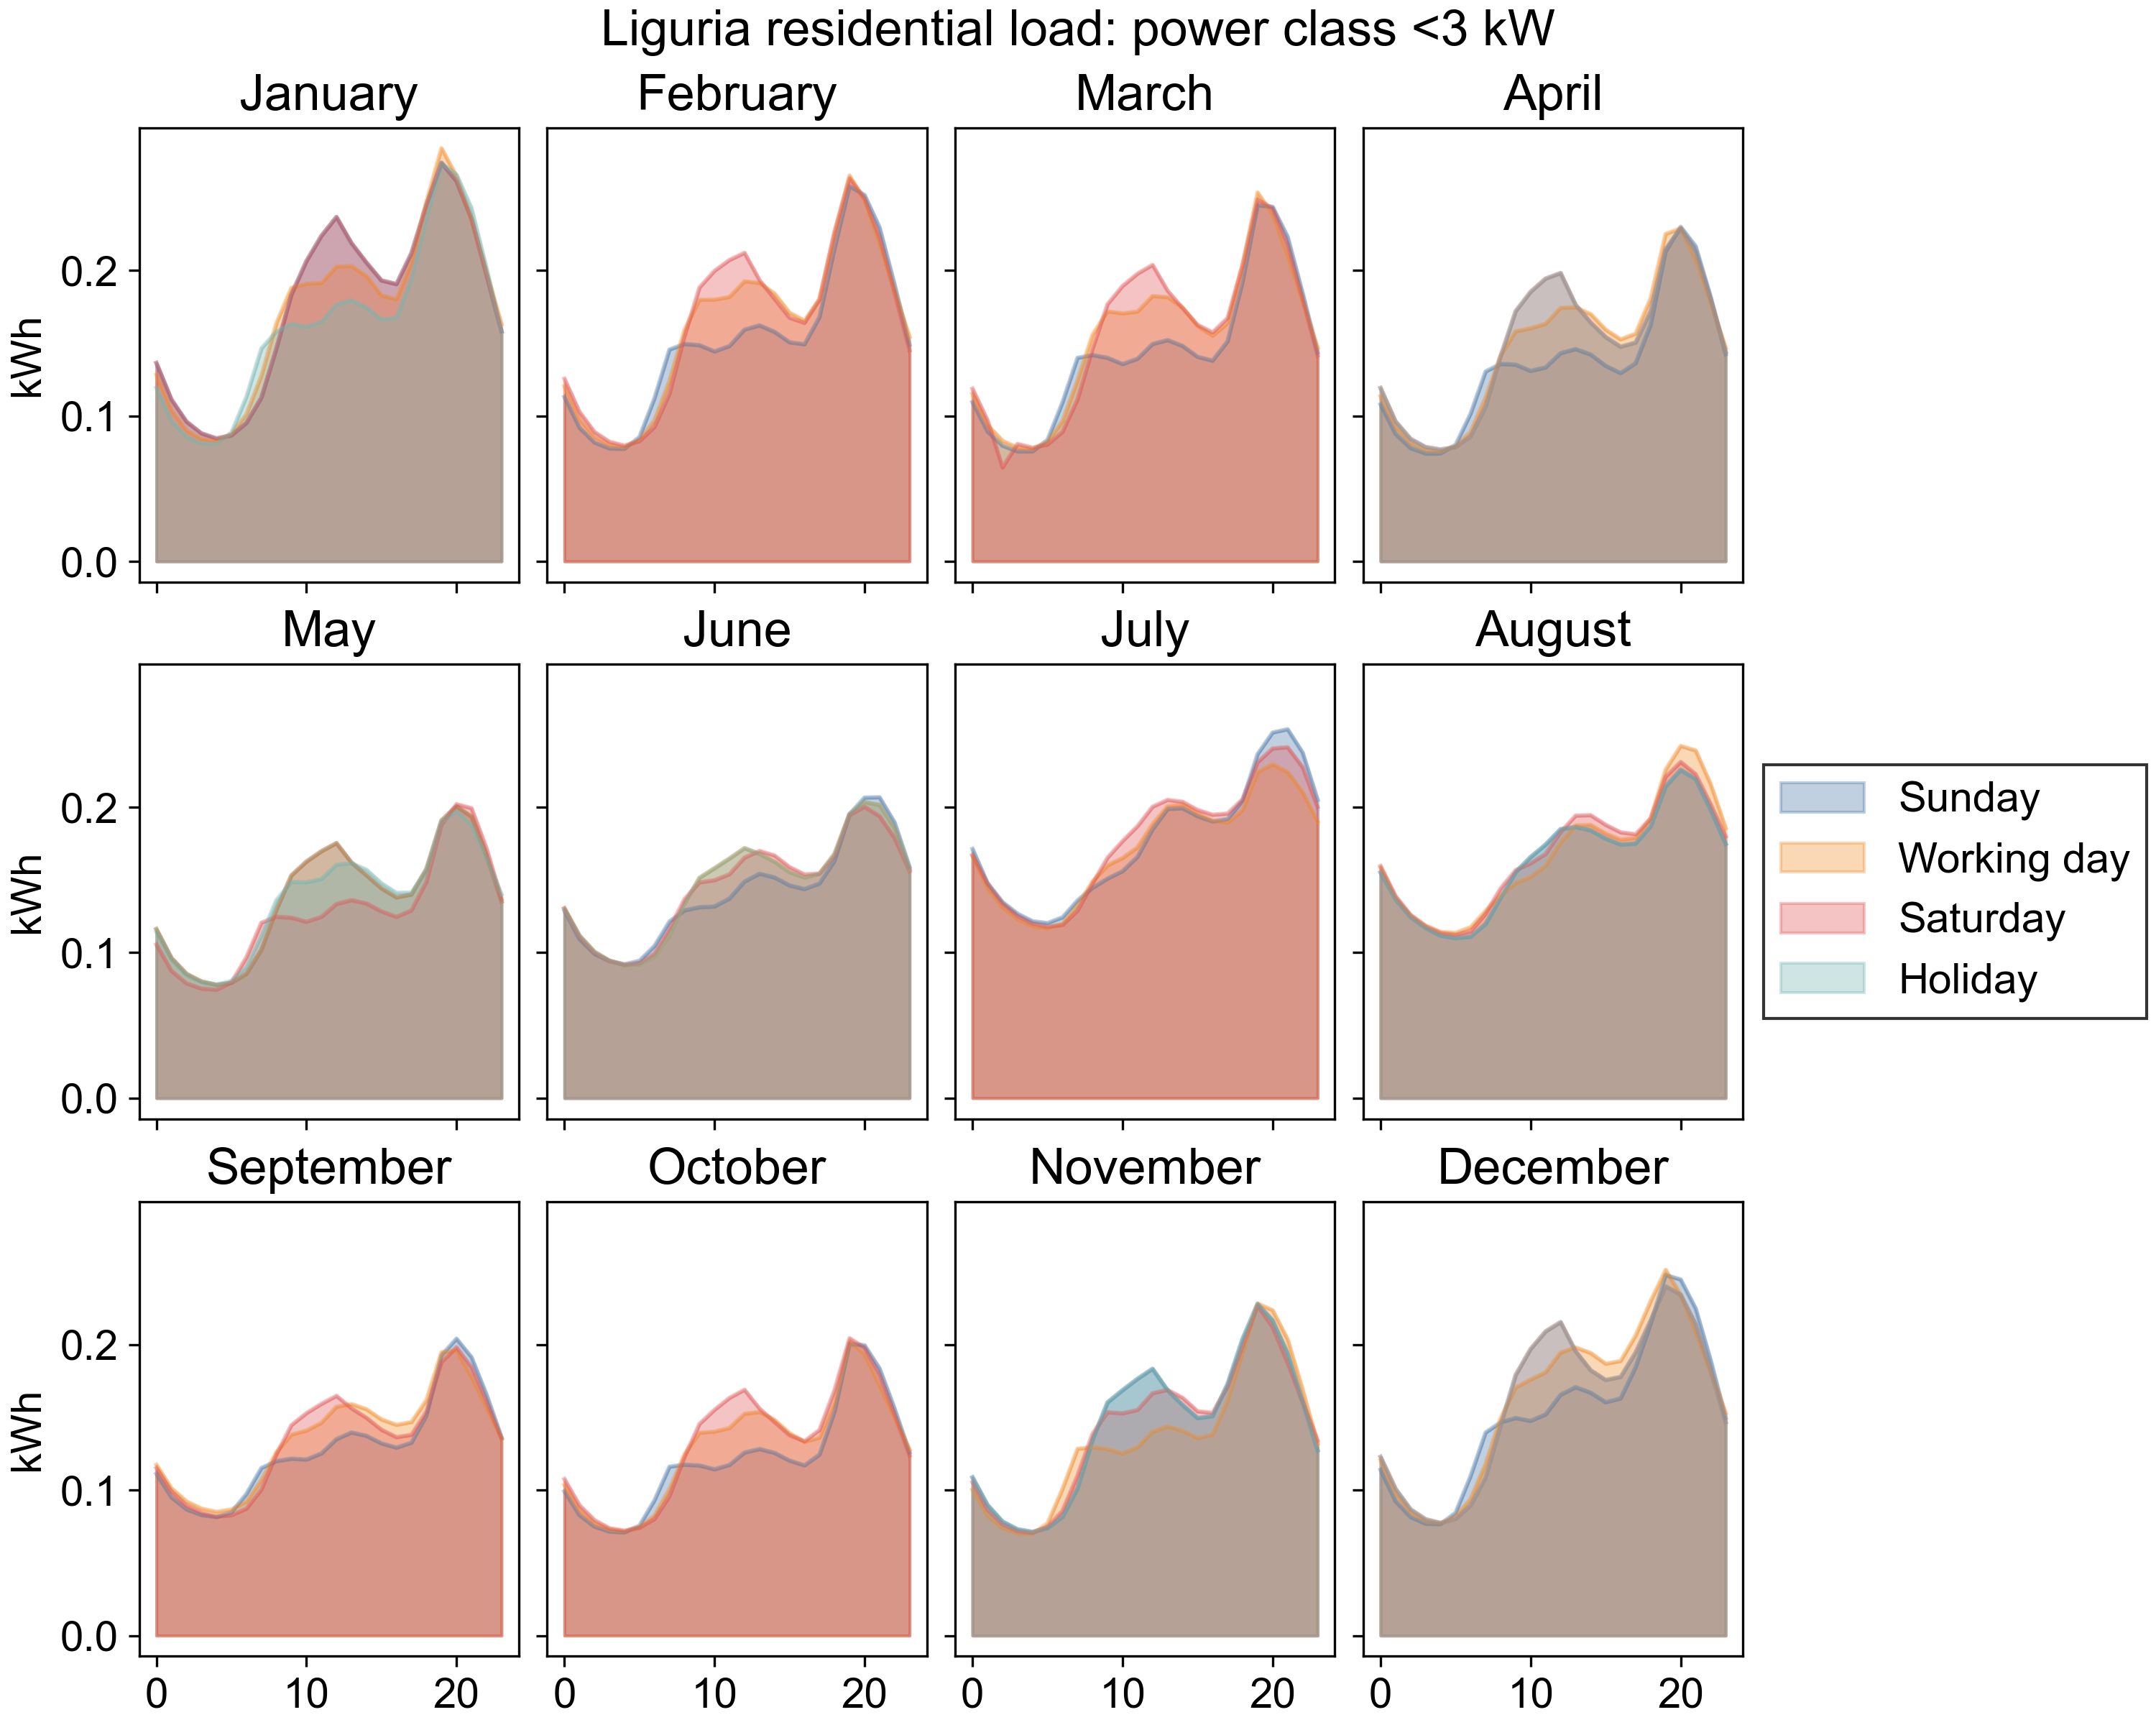 Liguria residential load: power class <3 kW
January
February
March
April
kWh
0.2
0.1
0.0
0
10
20
May
June
July
August
kWh
0.2
0.1
0.0
Sunday
Working day
Saturday
Holiday
September
October
November
December
kWh
0.2
0.1
0.0
0 10 20 0 10 20 0 10 20 0 10 20